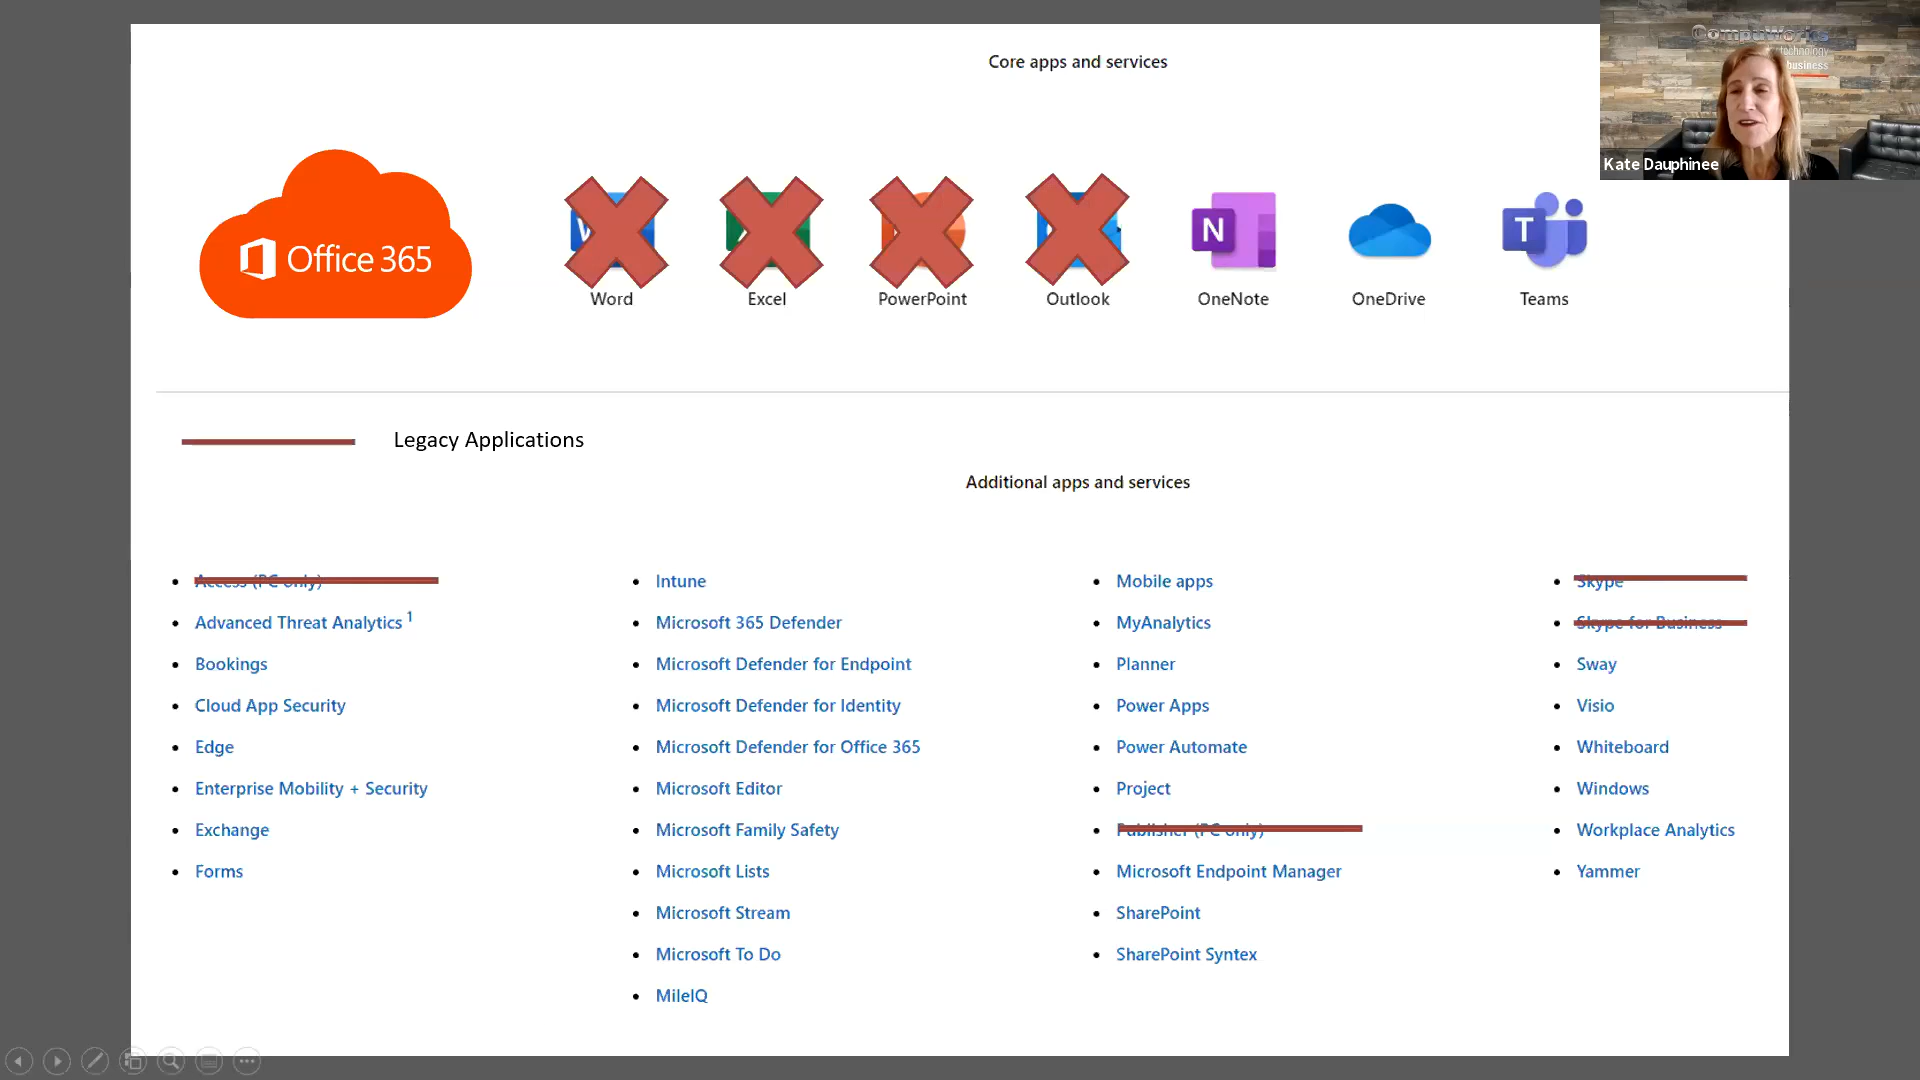 Core apps and services
CompuWorks
technology
business
Kate Dauphinee
Office 365
N
T
Word
Excel
PowerPoint
Outlook
OneNote
OneDrive
Teams
Legacy Applications
Additional apps and services
Access (PC only)
Advanced Threat Analytics 1
Bookings
Cloud App Security
Edge
Enterprise Mobility + Security
Exchange
Forms
Intune
Microsoft 365 Defender
Microsoft Defender for Endpoint
Microsoft Defender for Identity
Microsoft Defender for Office 365
Microsoft Editor
Microsoft Family Safety
Microsoft Lists
Microsoft Stream
Microsoft To Do
MileIQ
Mobile apps
MyAnalytics
Planner
Power Apps
Power Automate
Project
Publisher (PC only)
Microsoft Endpoint Manager
SharePoint
SharePoint Syntex
Skype
Skype for Business
Sway
Visio
Whiteboard
Windows
Workplace Analytics
Yammer